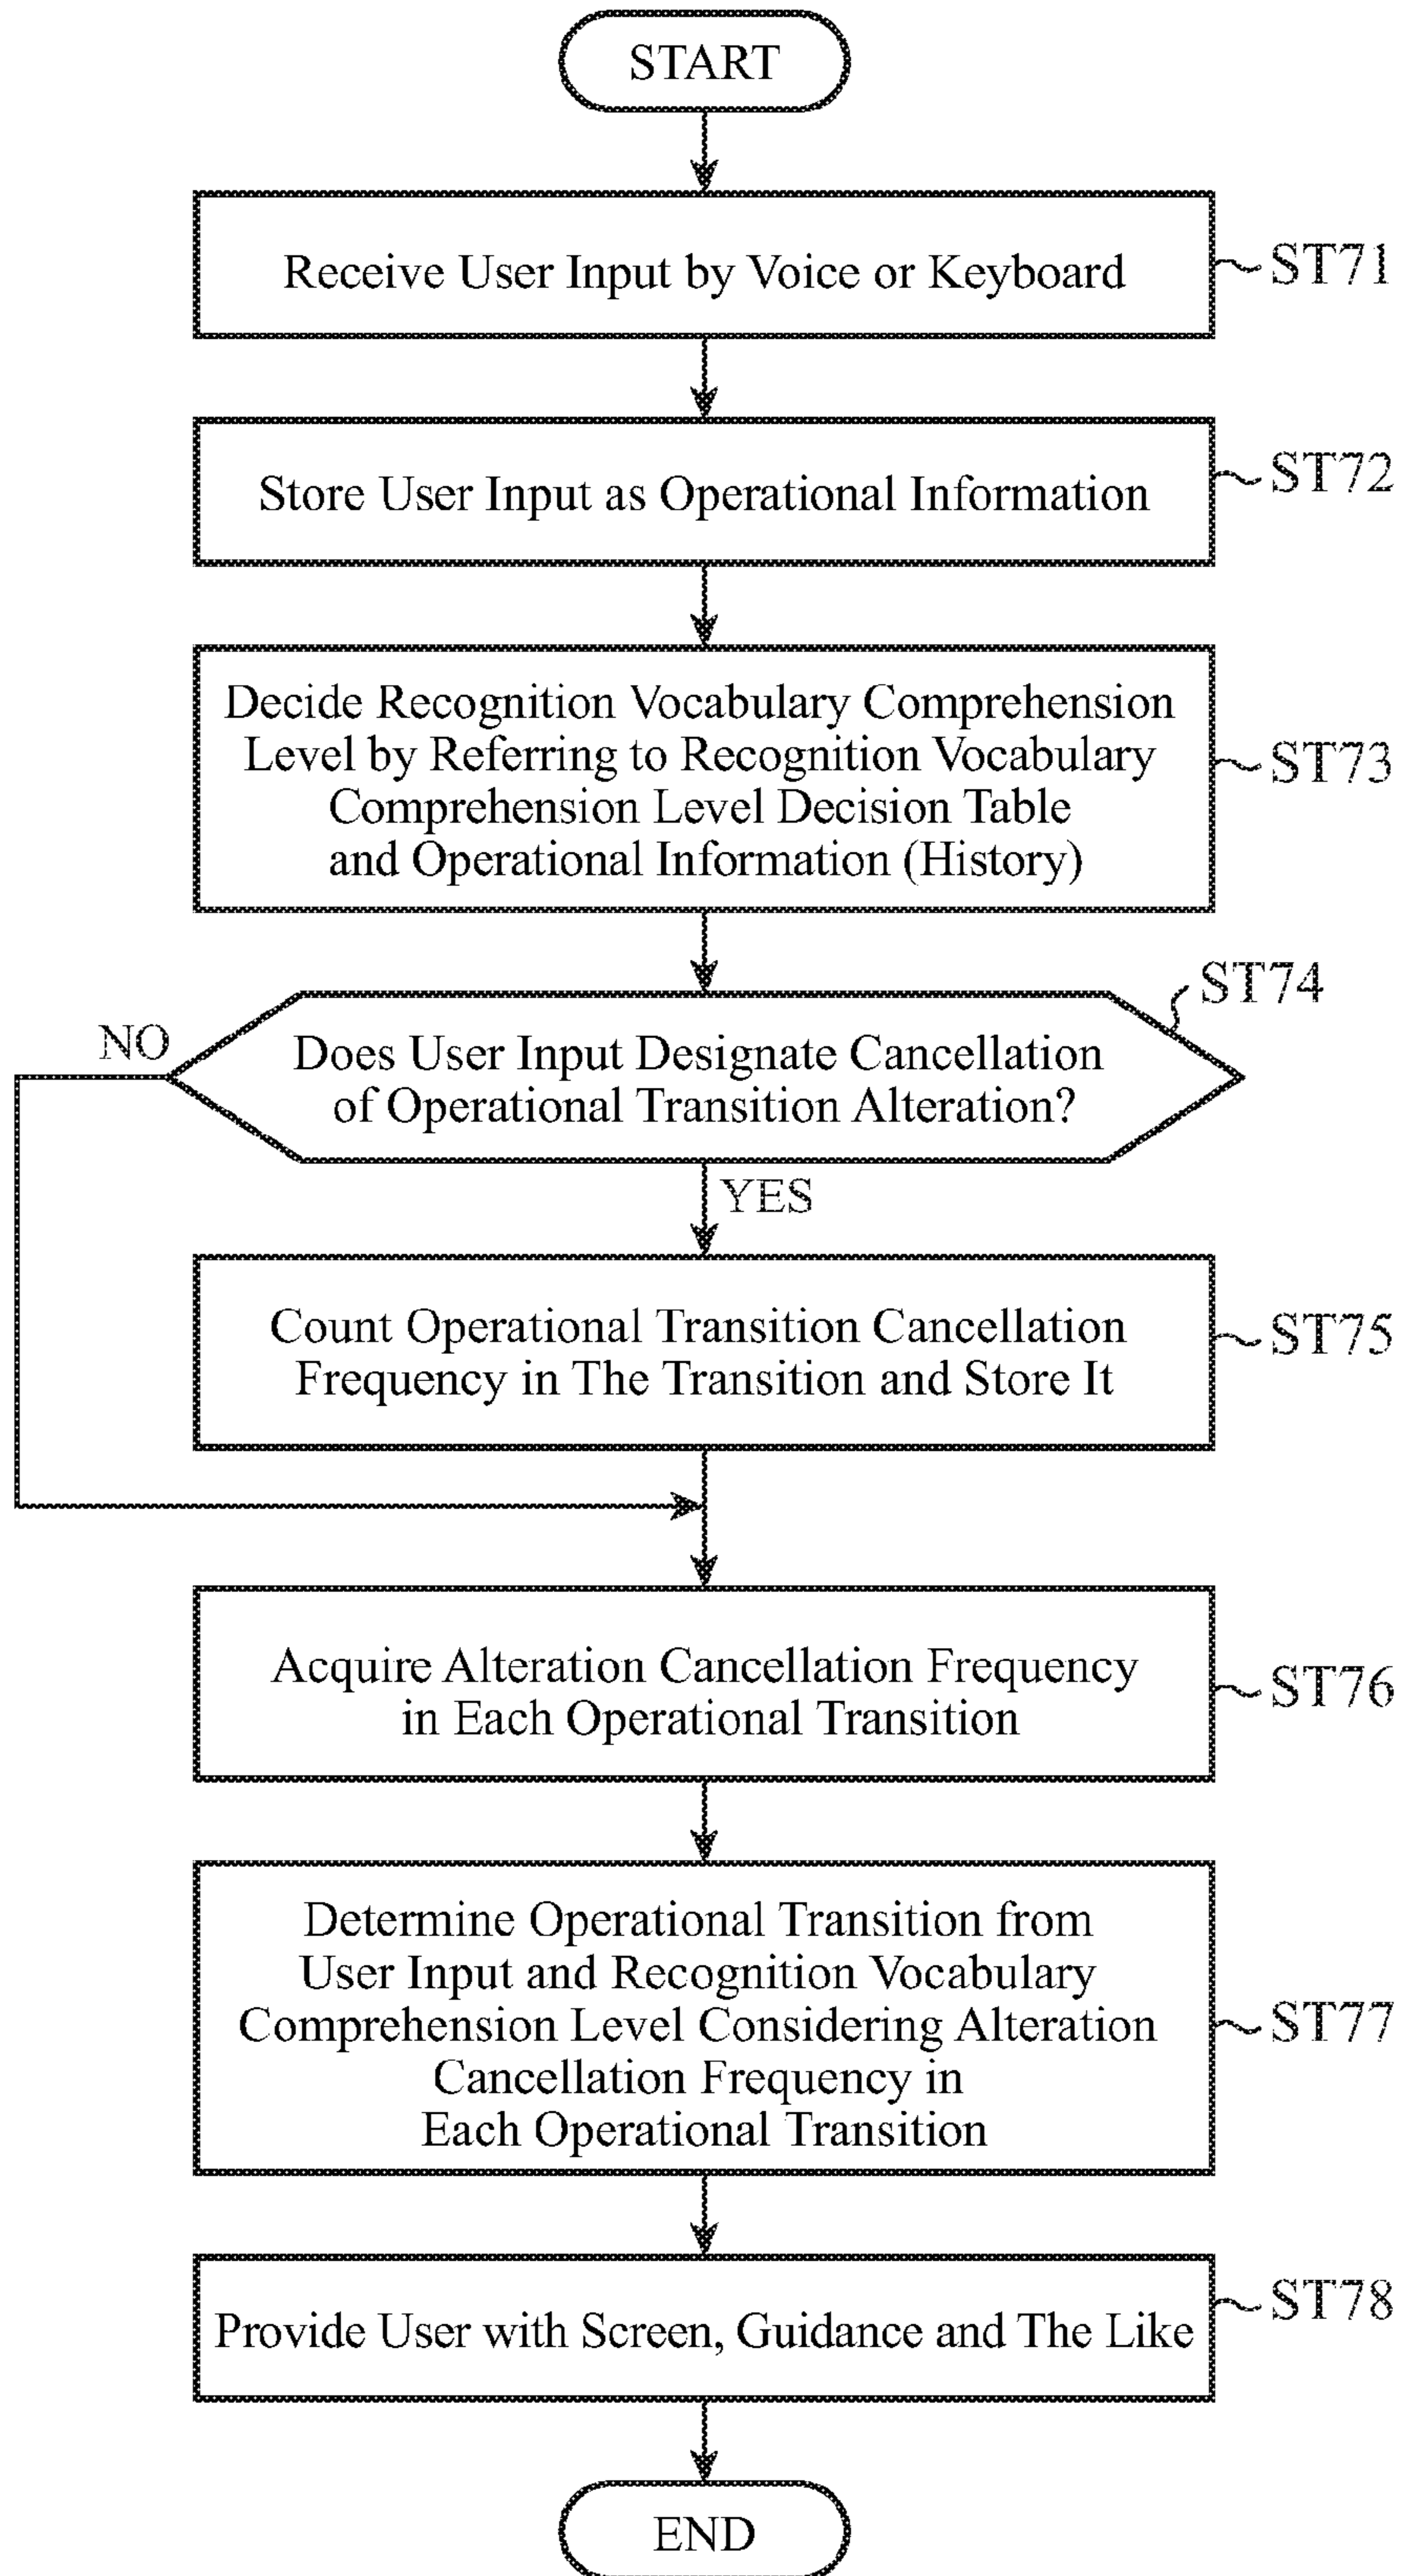 START
Receive User Input by Voice or Keyboard
ST71
Store User Input as Operational Information
ST72
Decide Recognition Vocabulary Comprehension
Level by Referring to Recognition Vocabulary
Comprehension Level Decision Table
and Operational Information (History)
ST73
ST74
NO
Does User Input Designate Cancellation
of Operational Transition Alteration?
YES
Count Operational Transition Cancellation
Frequency in The Transition and Store It
ST75
Acquire Alteration Cancellation Frequency
in Each Operational Transition
ST76
Determine Operational Transition from
User Input and Recognition Vocabulary
Comprehension Level Considering Alteration
Cancellation Frequency in
Each Operational Transition
ST77
Provide User with Screen, Guidance and The Like
ST78
END